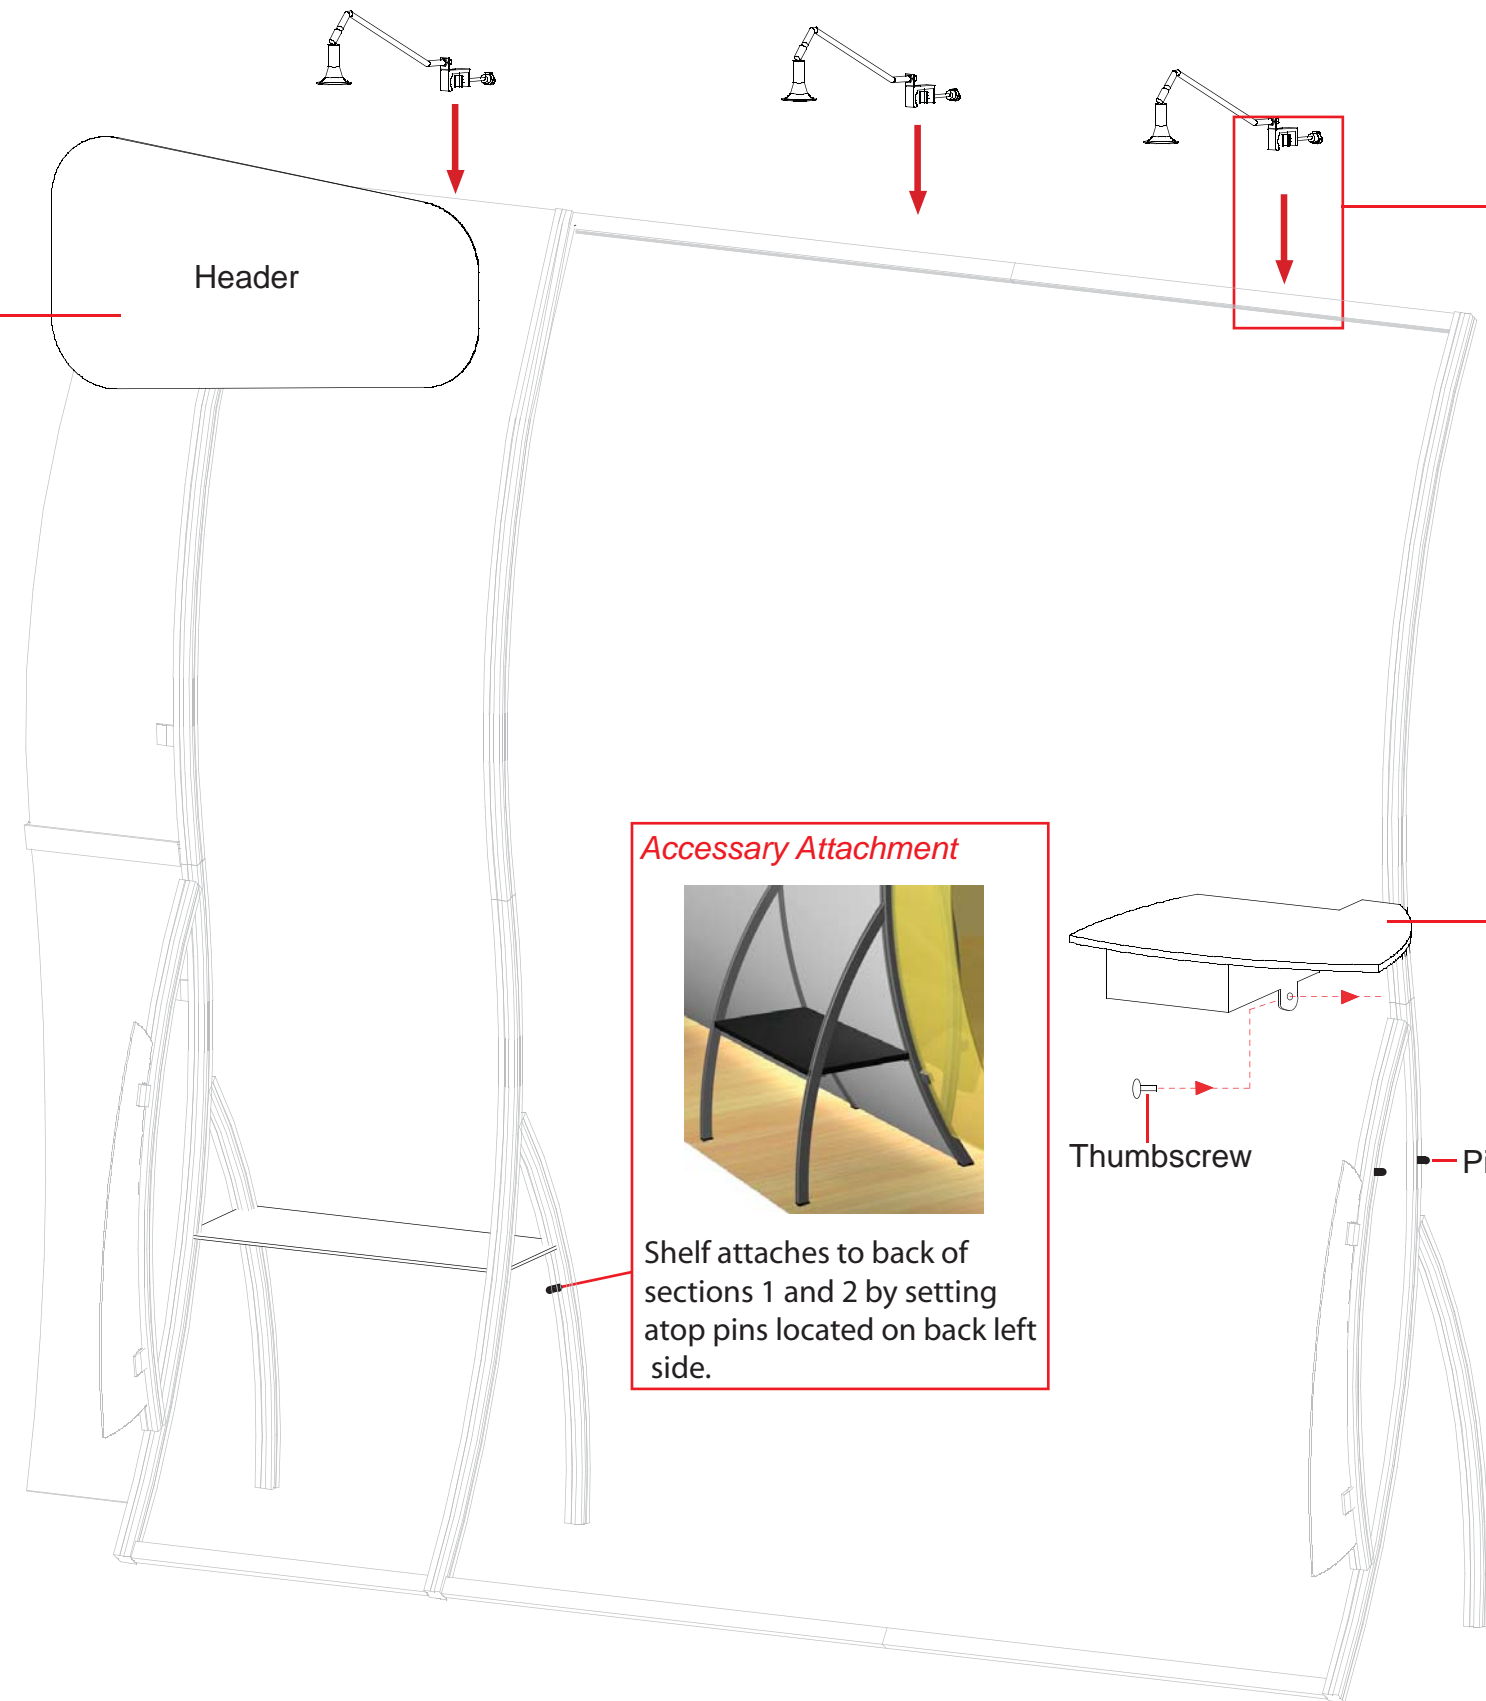 Header
Accessary Attachment
Shelf attaches to back of
sections 1 and 2 by setting
atop pins located on back left
side.
Thumbscrew